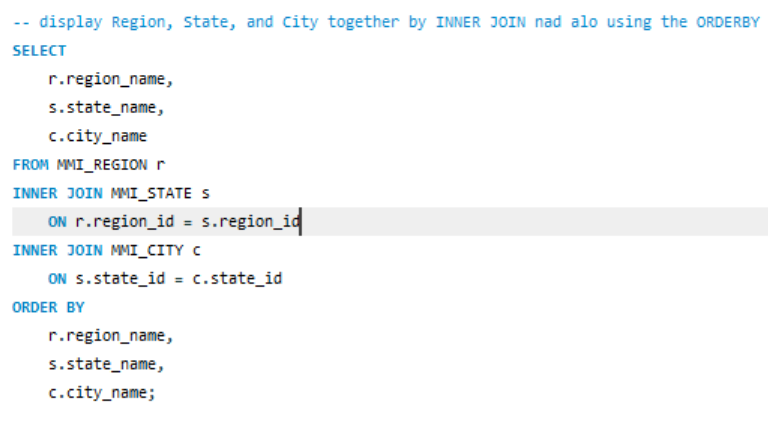 -- display Region, State, and City together by INNER JOIN nad alo using the ORDERBY
SELECT
    r.region_name,
    s.state_name,
    c.city_name
FROM MMI_REGION r
INNER JOIN MMI_STATE s
    ON r.region_id = s.region_id
INNER JOIN MMI_CITY c
    ON s.state_id = c.state_id
ORDER BY
    r.region_name,
    s.state_name,
    c.city_name;